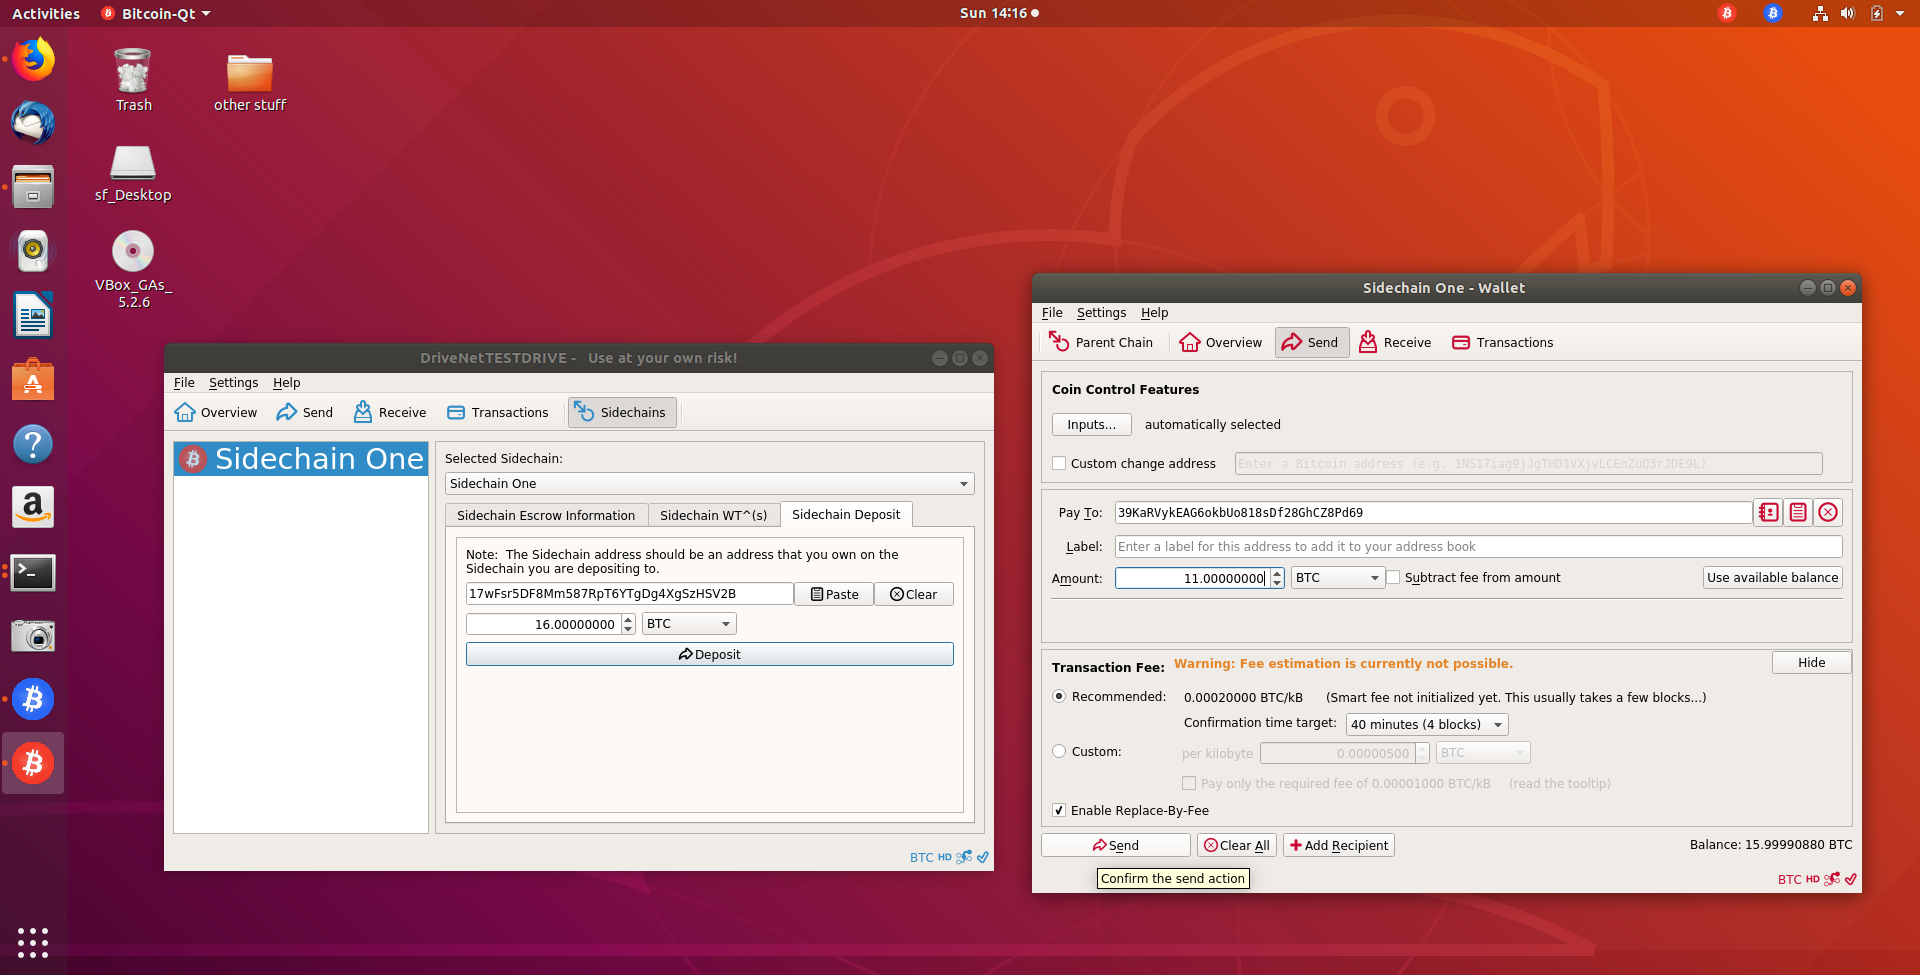 Activities
Bitcoin-Qt
Sun 14:16
Trash
other stuff
sf_Desktop
VBox_GAs_
5.2.6
DriveNetTESTDRIVE - Use at your own risk!
File Settings Help
Overview Send Receive Transactions Sidechains
Sidechain One
Selected Sidechain:
Sidechain One
Sidechain Escrow Information Sidechain WT^(s) Sidechain Deposit
Note: The Sidechain address should be an address that you own on the
Sidechain you are depositing to.
17wFsr5DF8Mm587RpT6YTgDg4XgSzHSV2B Paste Clear
16.00000000 BTC
Deposit
BTC HD
Sidechain One - Wallet
File Settings Help
Parent Chain Overview Send Receive Transactions
Coin Control Features
Inputs... automatically selected
Custom change address Enter a Bitcoin address (e.g. 1NS17iag9jJgTHD1VXjvLCEnZuQ3rJDE9L)
Pay To: 39KaRVykEAG6okbUo818sDf28GhCZ8Pd69
Label: Enter a label for this address to add it to your address book
Amount: 11.00000000 BTC Subtract fee from amount Use available balance
Transaction Fee: Warning: Fee estimation is currently not possible. Hide
Recommended: 0.00020000 BTC/kB (Smart fee not initialized yet. This usually takes a few blocks...)
Confirmation time target: 40 minutes (4 blocks)
Custom: per kilobyte 0.00000500 BTC
Pay only the required fee of 0.00001000 BTC/kB (read the tooltip)
Enable Replace-By-Fee
Send Clear All Add Recipient Balance: 15.99990880 BTC
Confirm the send action
BTC HD